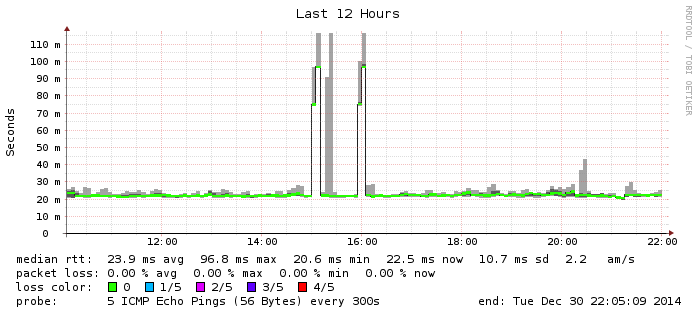 Last 12 Hours
RRDTOOL / TOBI OETIKER
Seconds
110 m
100 m
90 m
80 m
70 m
60 m
50 m
40 m
30 m
20 m
10 m
0
12:00 14:00 16:00 18:00 20:00 22:00
median rtt: 23.9 ms avg 96.8 ms max 20.6 ms min 22.5 ms now 10.7 ms sd 2.2 am/s
packet loss: 0.00 % avg 0.00 % max 0.00 % min 0.00 % now
loss color: 0 1/5 2/5 3/5 4/5
probe: 5 ICMP Echo Pings (56 Bytes) every 300s end: Tue Dec 30 22:05:09 2014